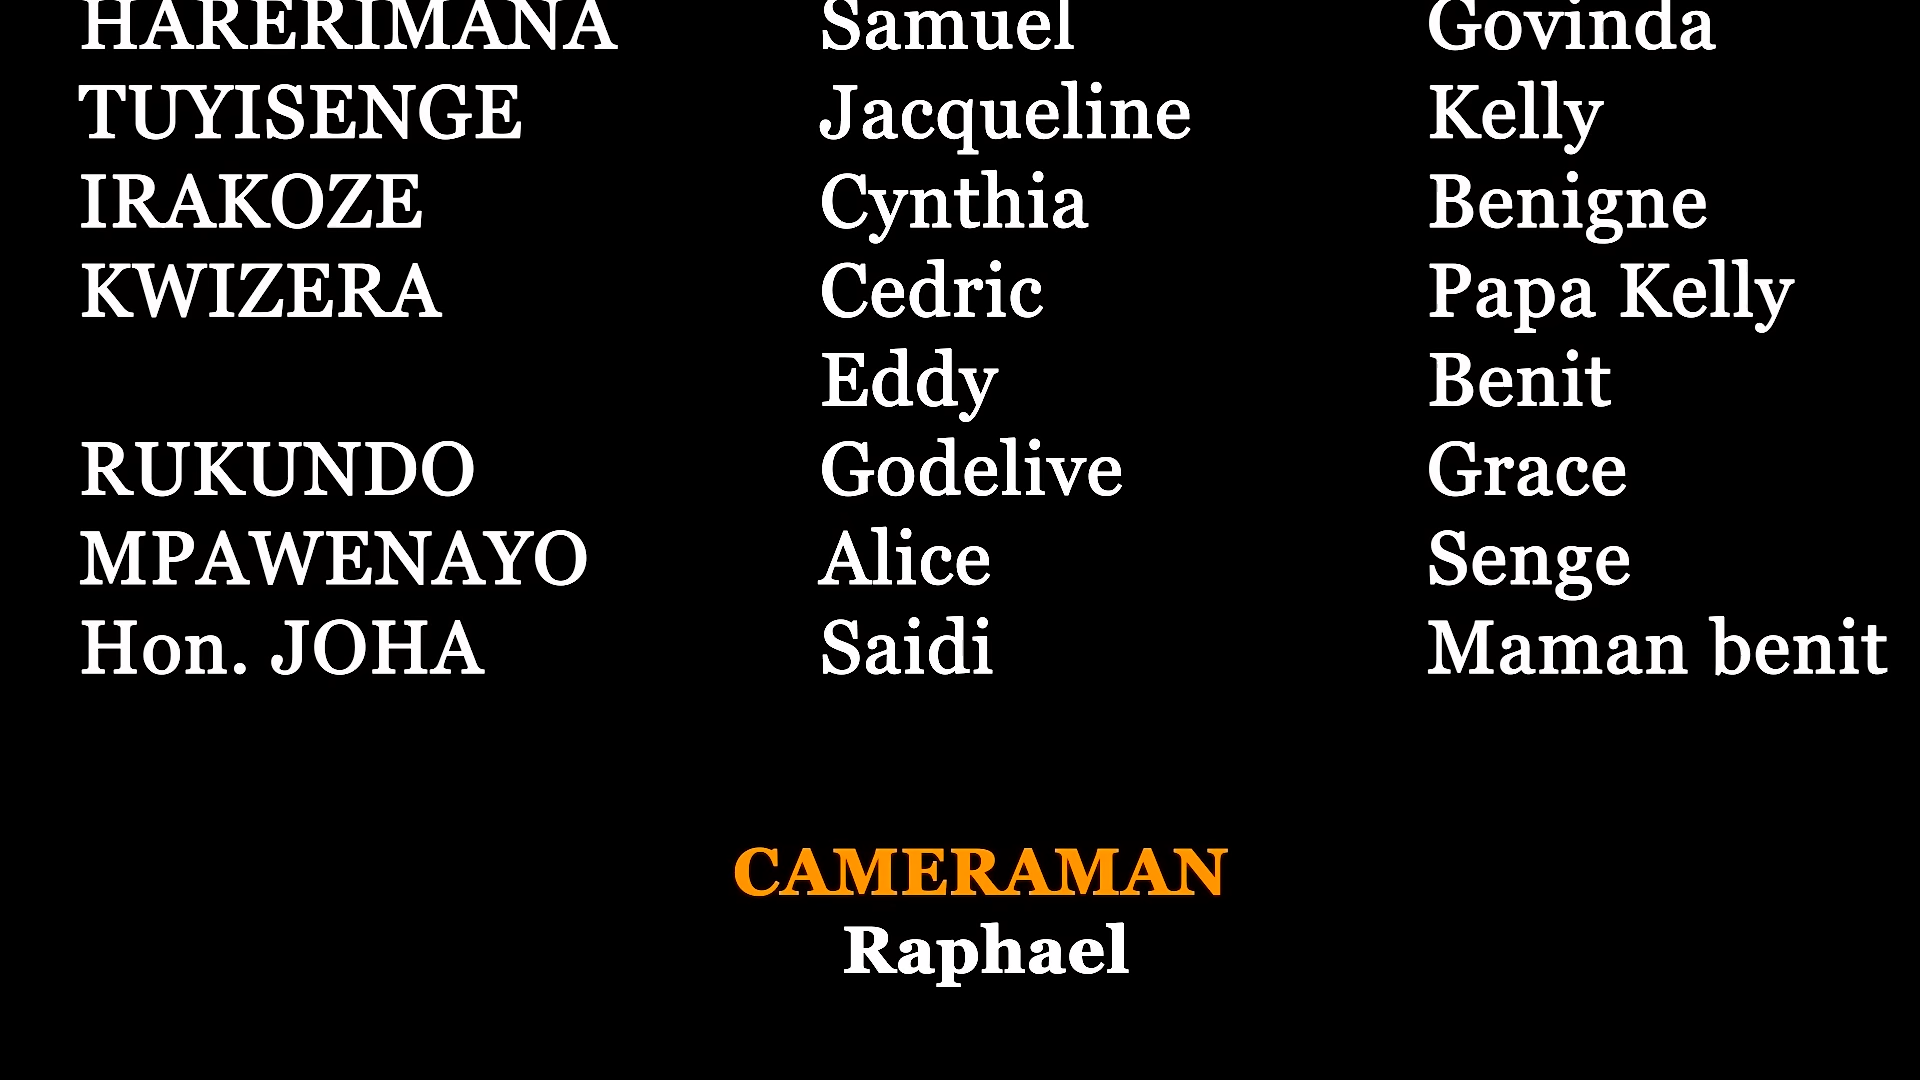 HARERIMANA Samuel Govinda
TUYISENGE Jacqueline Kelly
IRAKOZE Cynthia Benigne
KWIZERA Cedric Papa Kelly
Eddy Benit
RUKUNDO Godelive Grace
MPAWENAYO Alice Senge
Hon. JOHA Saidi Maman benit
CAMERAMAN
Raphael